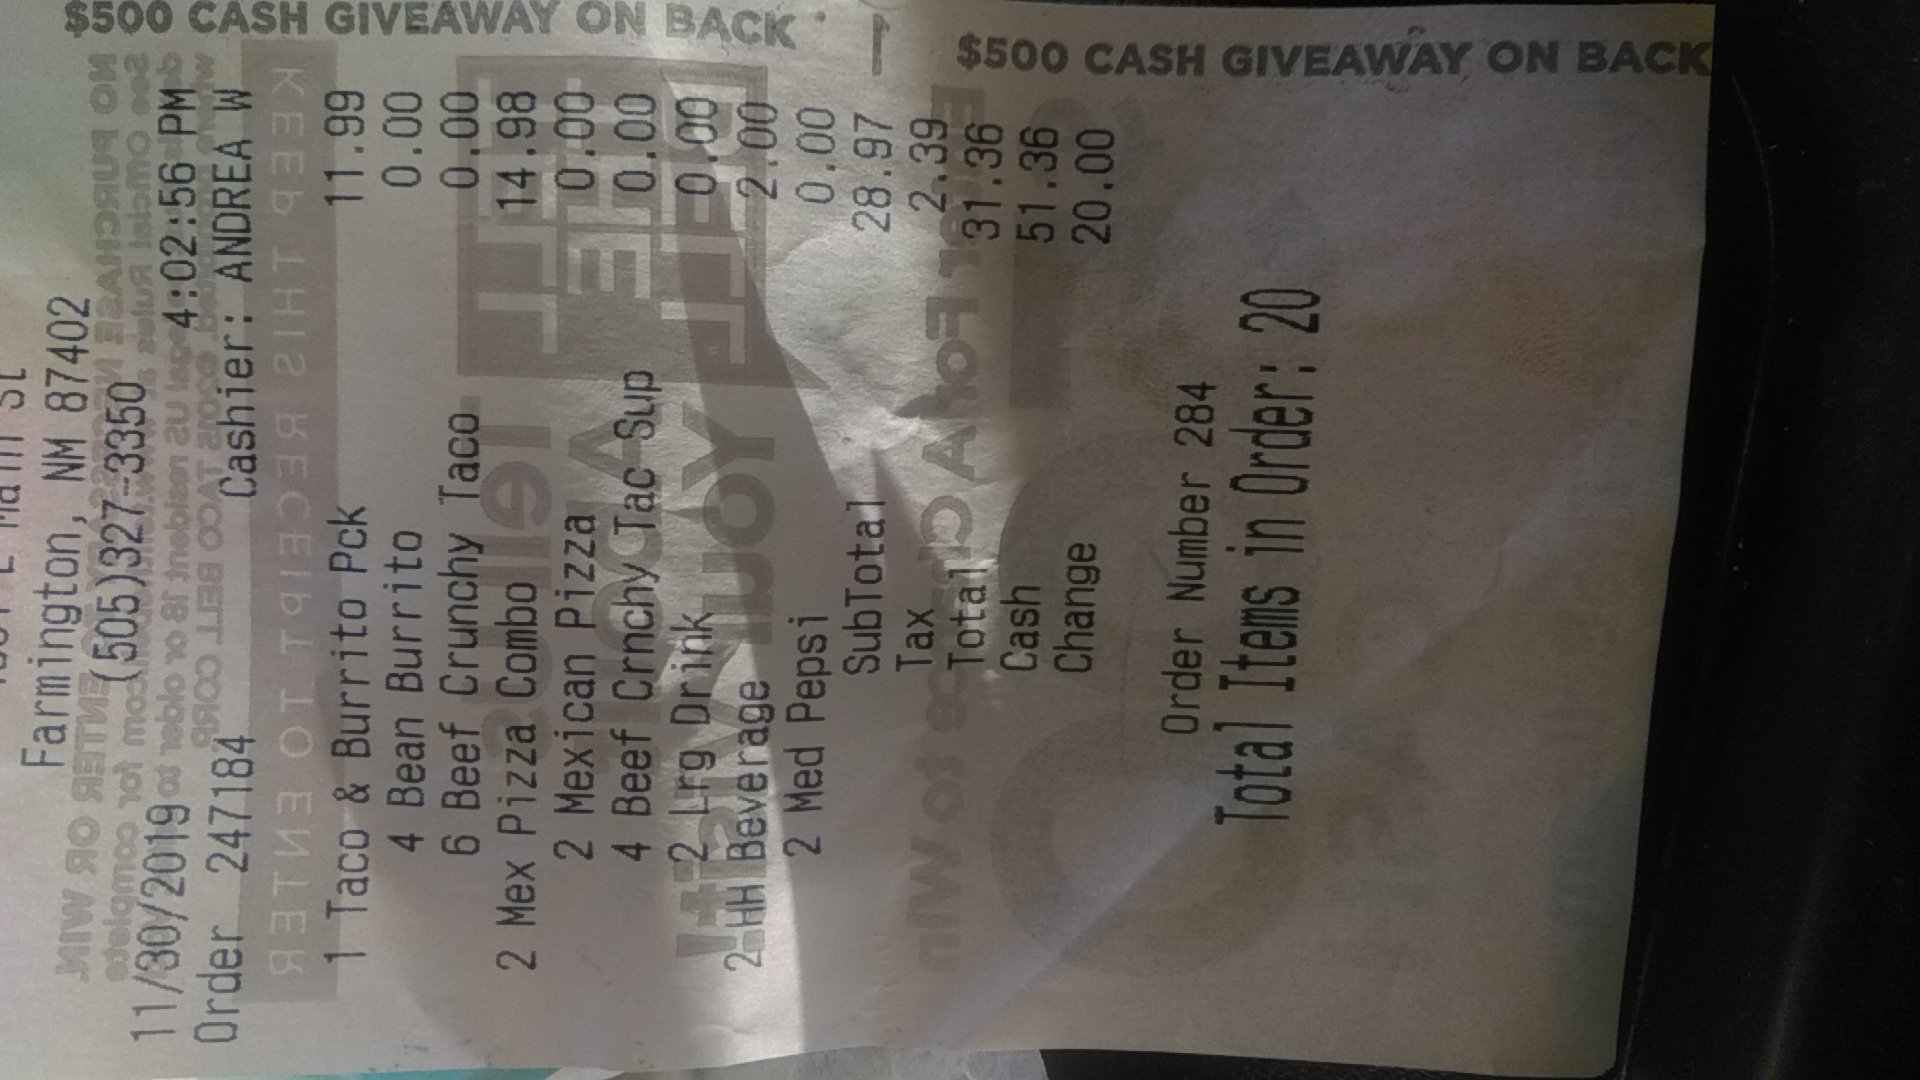 $500 CASH GIVEAWAY ON BACK
$500 CASH GIVEAWAY ON BACK
Farmington, NM 87402
(505)327-3350
11/30/2019 4:02:56 PM
Order 247184 Cashier: ANDREA W
1 Taco & Burrito Pck 11.99
4 Bean Burrito 0.00
6 Beef Crunchy Taco 0.00
2 Mex Pizza Combo 14.98
2 Mexican Pizza 0.00
4 Beef Crnchy Tac Sup 0.00
2 Lrg Drink 0.00
2 HH Beverage 2.00
2 Med Pepsi 0.00
SubTotal 28.97
Tax 2.39
Total 31.36
Cash 51.36
Change 20.00
Order Number 284
Total Items in Order: 20